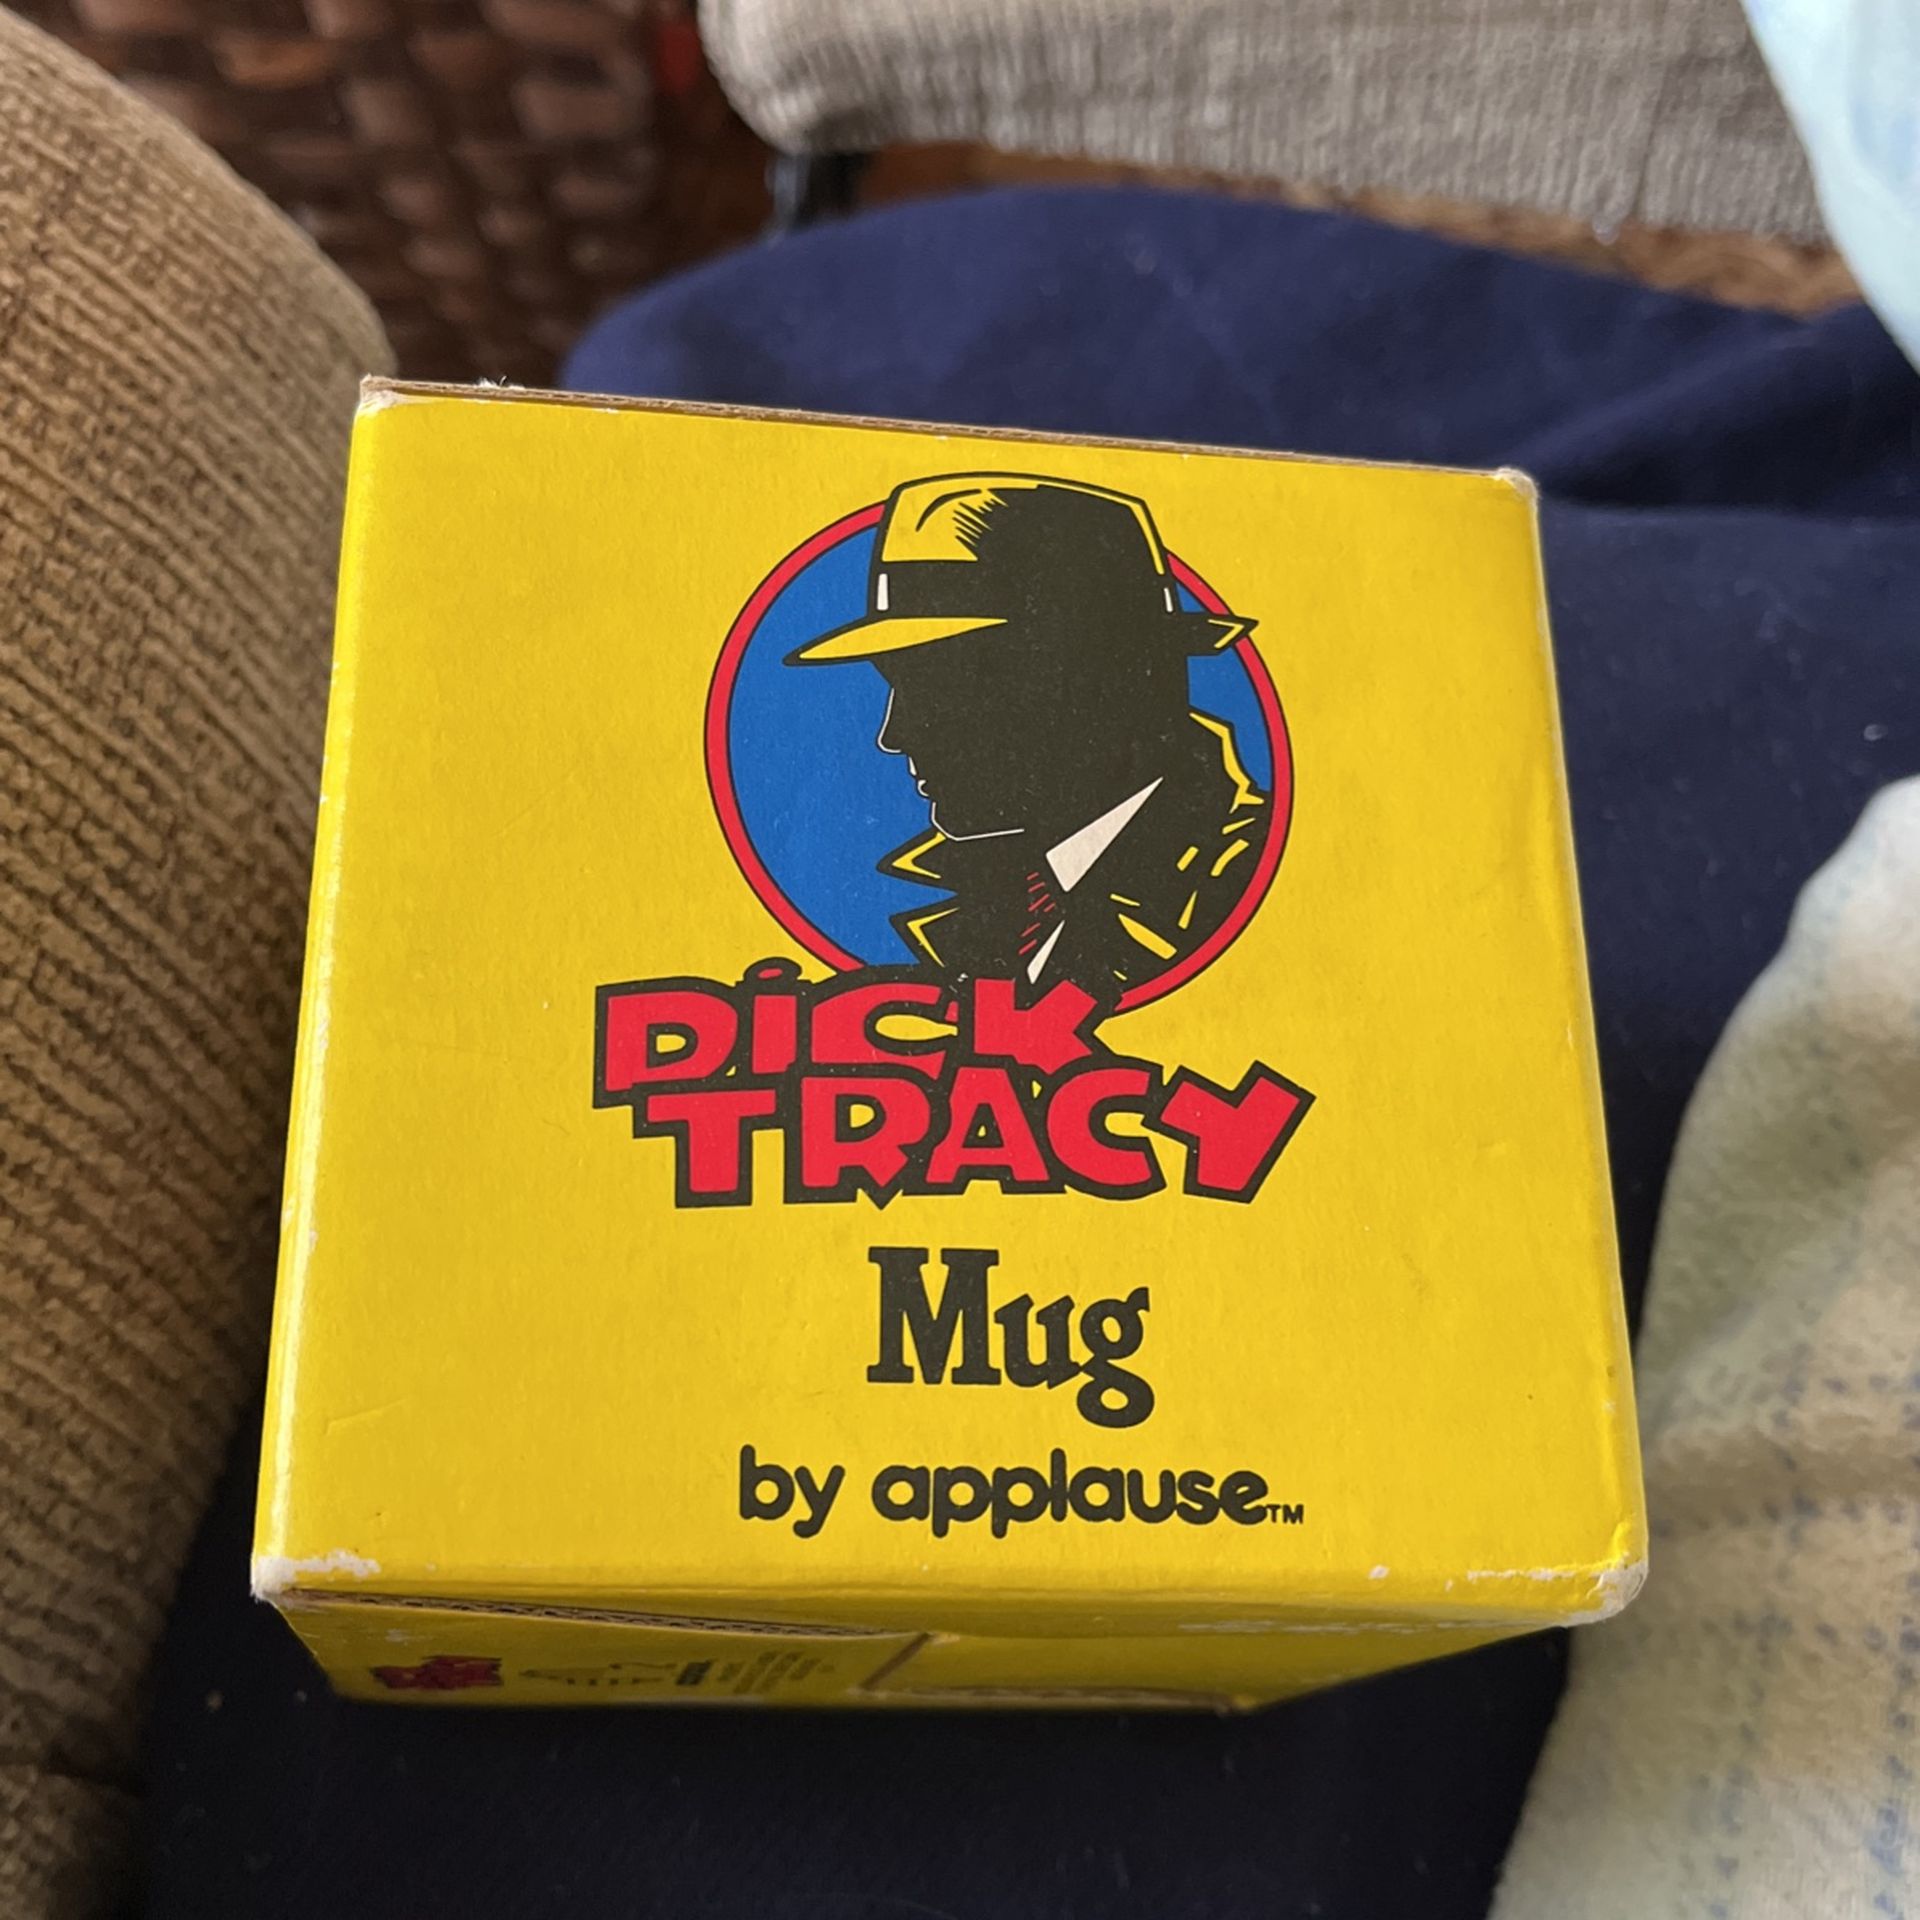 DiCK
TRACY
Mug
by applause™